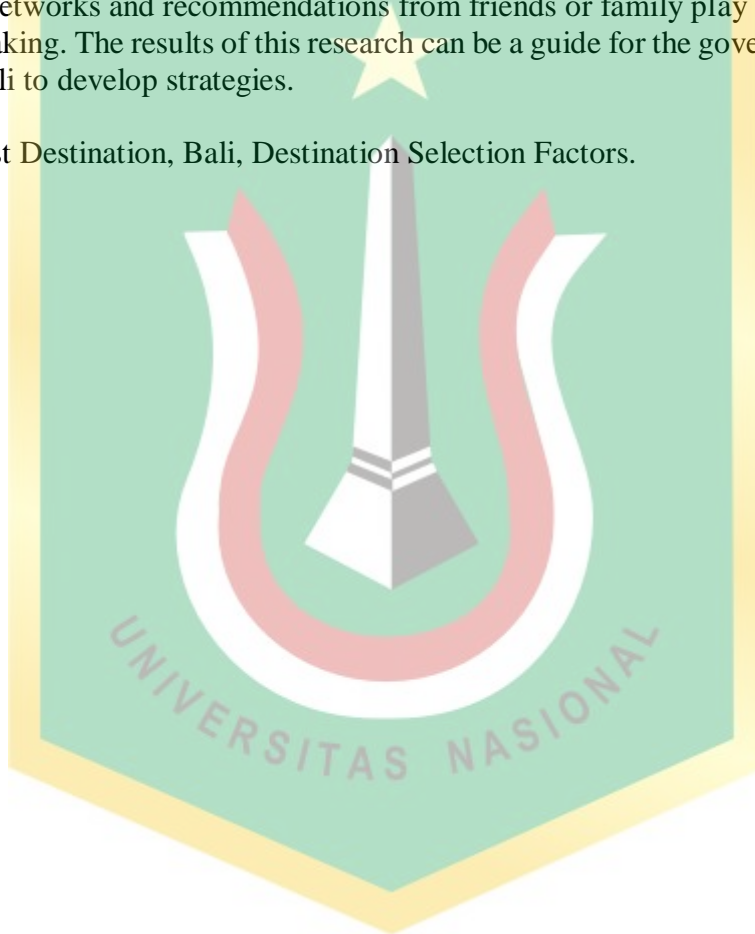 etworks and recommendations from friends or family play
king. The results of this research can be a guide for the gove
li to develop strategies.
t Destination, Bali, Destination Selection Factors.
UNIVERSITAS NASIONAL